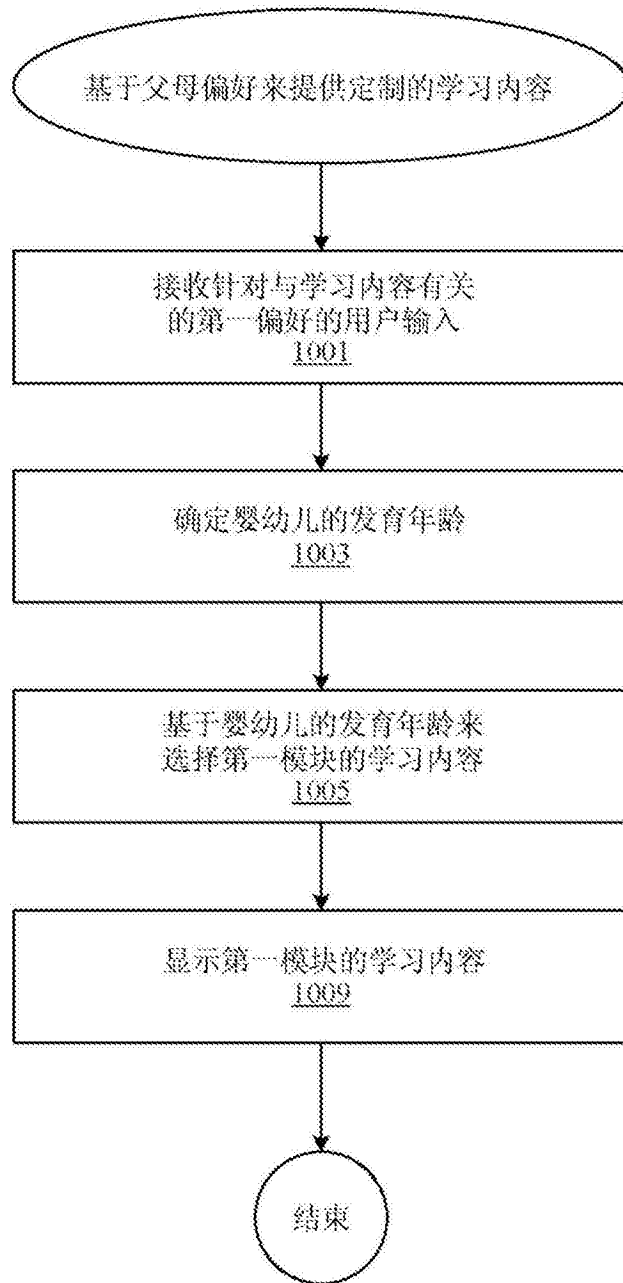 基于父母偏好来提供定制的学习内容
接收针对与学习内容有关
的第一偏好的用户输入
1001
确定婴幼儿的发育年龄
1003
基于婴幼儿的发育年龄来
选择第一模块的学习内容
1005
显示第一模块的学习内容
1009
结束